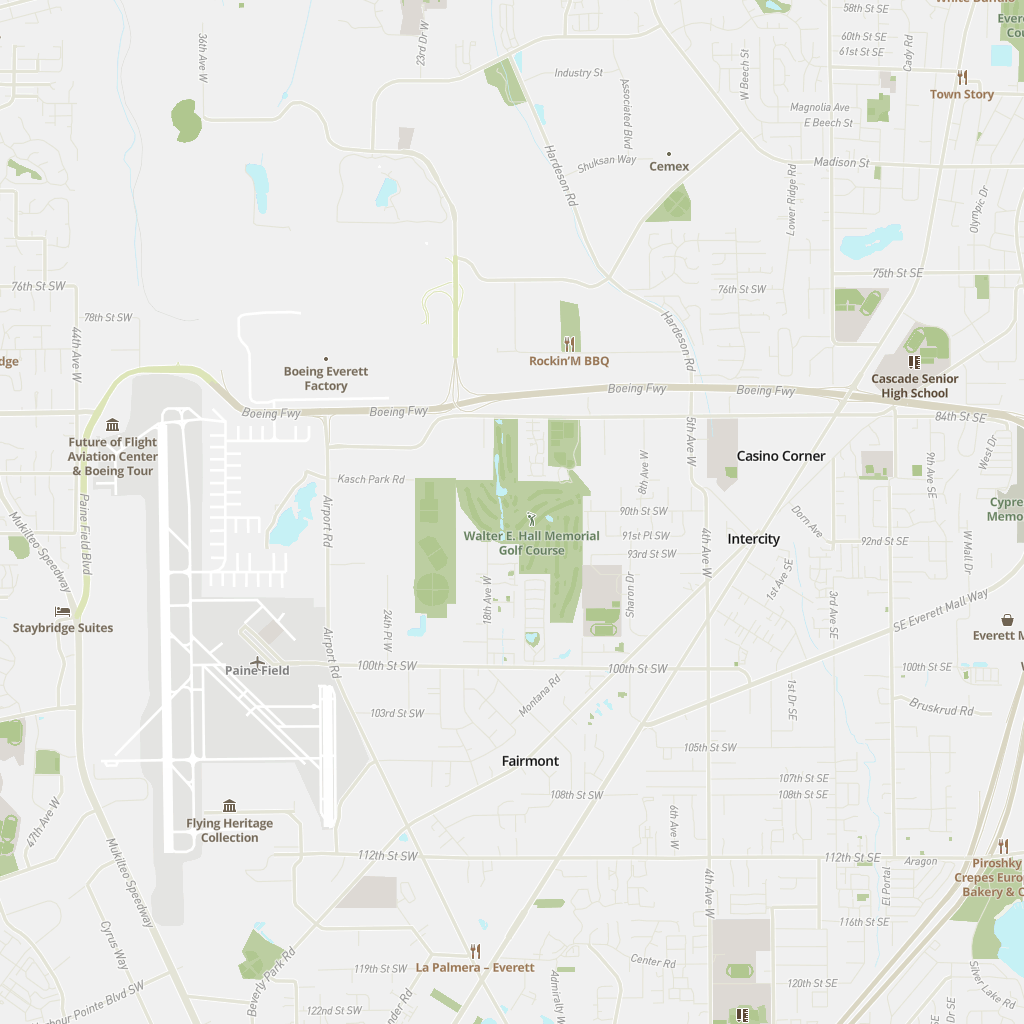 White Buffalo
58th St SE
36th Ave W
23rd Dr W
60th St SE
61st St SE
Cady Rd
W Beech St
Industry St
Associated Blvd
Town Story
Magnolia Ave
E Beech St
Hardeson Rd
Shuksan Way
Cemex
Madison St
Lower Ridge Rd
Olympic Dr
75th St SE
76th St SW
76th St SW
78th St SW
44th Ave W
Hardeson Rd
Rockin'M BBQ
Boeing Everett
Factory
Cascade Senior
High School
Boeing Fwy
Boeing Fwy
Boeing Fwy
Boeing Fwy
84th St SE
Future of Flight
Aviation Center
& Boeing Tour
5th Ave W
Casino Corner
West Dr
9th Ave SE
8th Ave W
Kasch Park Rd
Paine Field Blvd
Airport Rd
Mukilteo Speedway
90th St SW
91st Pl SW
93rd St SW
Walter E. Hall Memorial
Golf Course
4th Ave W
Intercity
Dorn Ave
92nd St SE
W Mall Dr
1st Ave SE
3rd Ave SE
18th Ave W
Sharon Dr
24th Pl W
Staybridge Suites
SE Everett Mall Way
Airport Rd
Paine Field
100th St SW
100th St SW
100th St SE
Montana Rd
103rd St SW
1st Dr SE
Bruskrud Rd
105th St SW
Fairmont
107th St SE
108th St SE
108th St SW
6th Ave W
47th Ave W
Flying Heritage
Collection
112th St SW
112th St SE
Aragon
El Portal
Mukilteo Speedway
4th Ave W
116th St SE
Cyrus Way
La Palmera – Everett
119th St SW
Center Rd
Beverly Park Rd
Admiralty W
120th St SE
Silver Lake Rd
122nd St SW